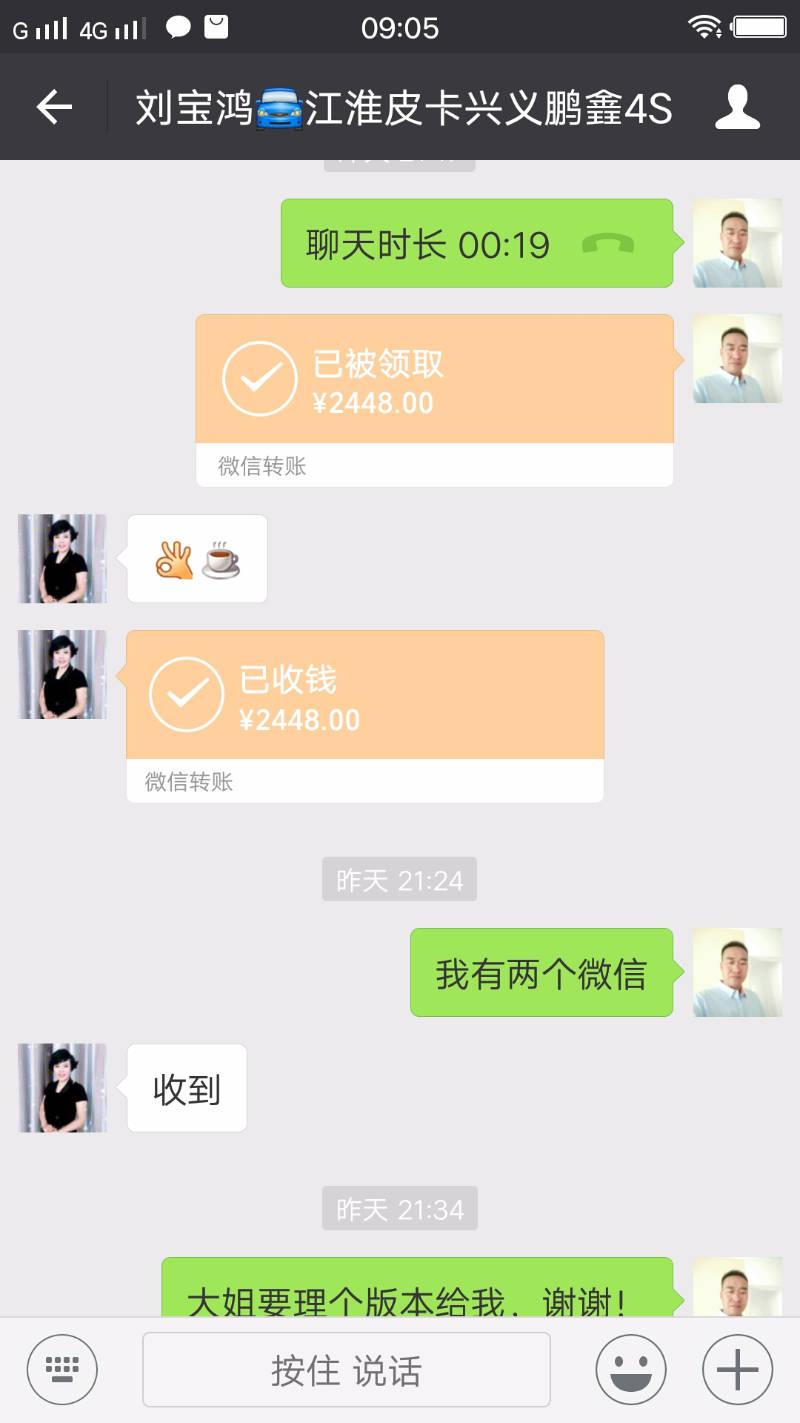 G 4G 09:05
刘宝鸿🚙江淮皮卡兴义鹏鑫4S
聊天时长 00:19
已被领取
¥2448.00
微信转账
👌☕
已收钱
¥2448.00
微信转账
昨天 21:24
我有两个微信
收到
昨天 21:34
大姐要理个版本给我，谢谢！
按住 说话